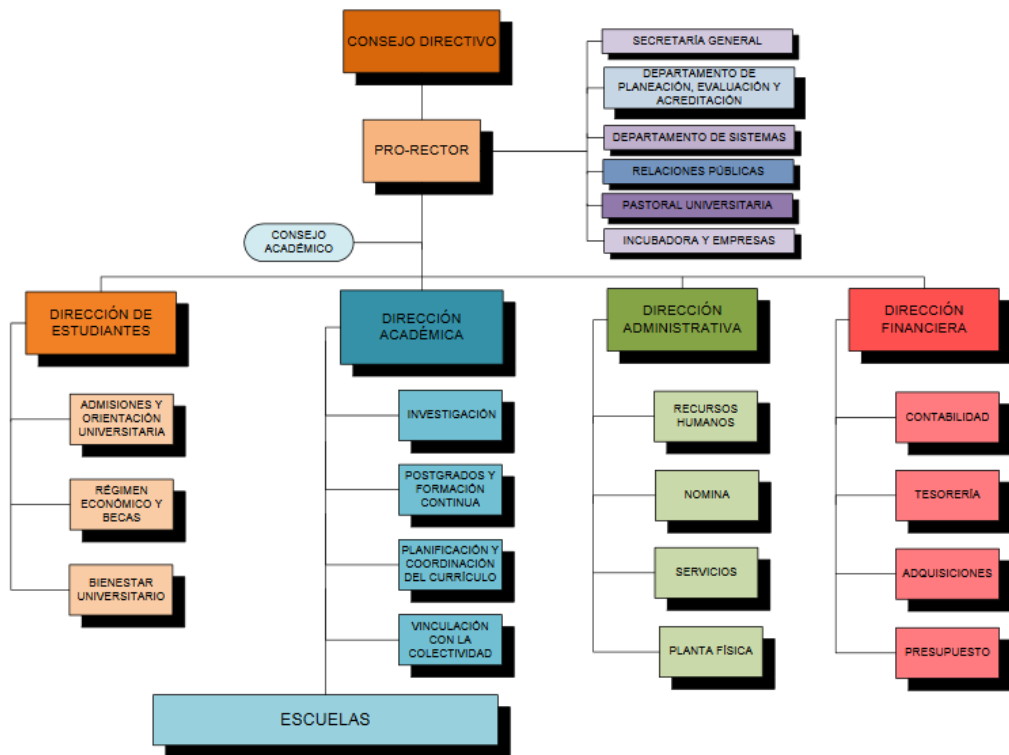 CONSEJO DIRECTIVO
SECRETARÍA GENERAL
DEPARTAMENTO DE
PLANEACIÓN, EVALUACIÓN Y
ACREDITACIÓN
PRO-RECTOR
DEPARTAMENTO DE SISTEMAS
RELACIONES PÚBLICAS
PASTORAL UNIVERSITARIA
INCUBADORA Y EMPRESAS
CONSEJO
ACADÉMICO
DIRECCIÓN DE
ESTUDIANTES
ADMISIONES Y
ORIENTACIÓN
UNIVERSITARIA
RÉGIMEN
ECONÓMICO Y
BECAS
BIENESTAR
UNIVERSITARIO
DIRECCIÓN
ACADÉMICA
INVESTIGACIÓN
POSTGRADOS Y
FORMACIÓN
CONTINUA
PLANIFICACIÓN Y
COORDINACIÓN
DEL CURRÍCULO
VINCULACIÓN
CON LA
COLECTIVIDAD
ESCUELAS
DIRECCIÓN
ADMINISTRATIVA
RECURSOS
HUMANOS
NOMINA
SERVICIOS
PLANTA FÍSICA
DIRECCIÓN
FINANCIERA
CONTABILIDAD
TESORERÍA
ADQUISICIONES
PRESUPUESTO